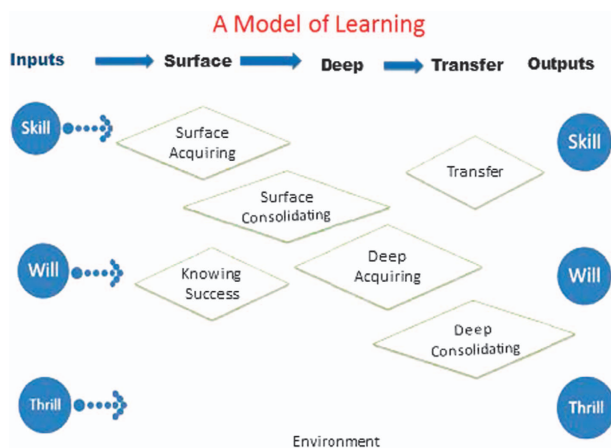 A Model of Learning
Inputs Surface Deep Transfer Outputs
Skill
Surface
Acquiring
Transfer
Skill
Surface
Consolidating
Will
Knowing
Success
Deep
Acquiring
Will
Deep
Consolidating
Thrill
Thrill
Environment